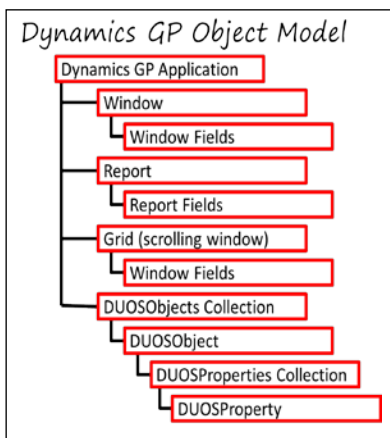 Dynamics GP Object Model
Dynamics GP Application
Window
Window Fields
Report
Report Fields
Grid (scrolling window)
Window Fields
DUOSObjects Collection
DUOSObject
DUOSProperties Collection
DUOSProperty